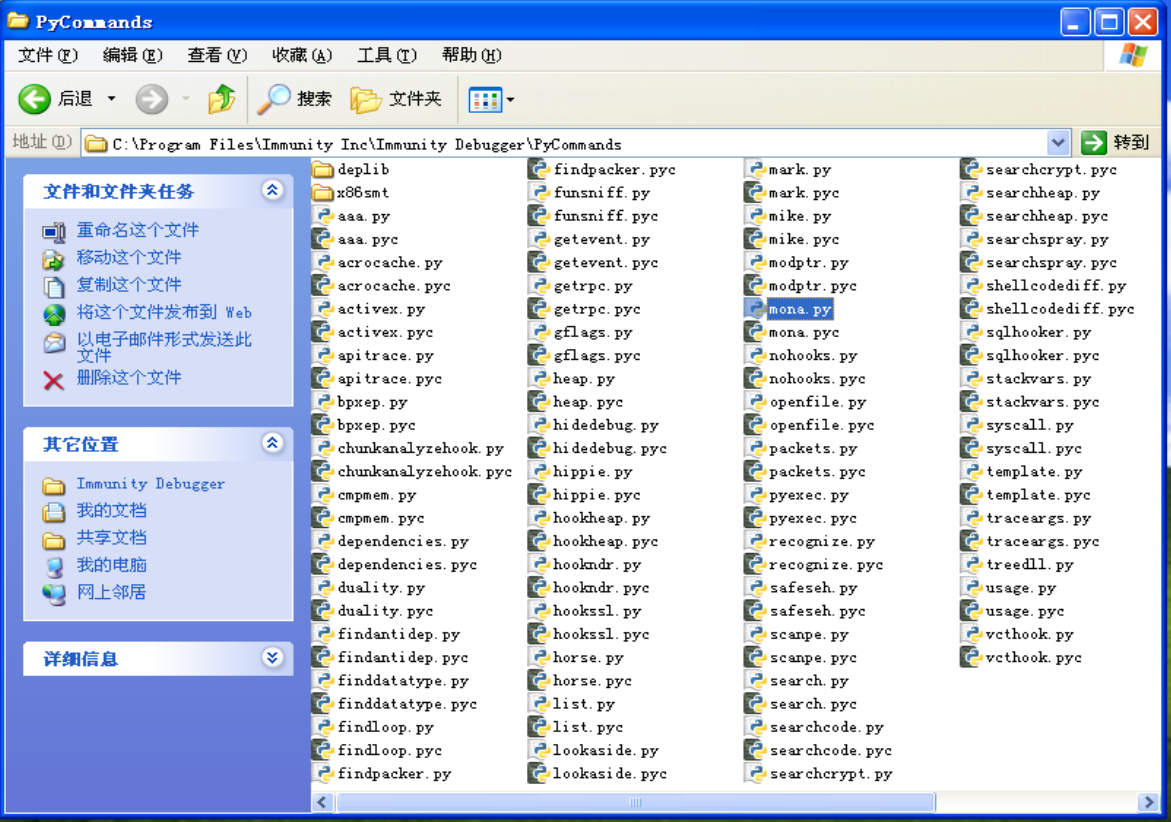 PyCommands
文件(F) 编辑(E) 查看(V) 收藏(A) 工具(T) 帮助(H)
后退 搜索 文件夹
地址(D) C:\Program Files\Immunity Inc\Immunity Debugger\PyCommands 转到
文件和文件夹任务
重命名这个文件
移动这个文件
复制这个文件
将这个文件发布到 Web
以电子邮件形式发送此
文件
删除这个文件
其它位置
Immunity Debugger
我的文档
共享文档
我的电脑
网上邻居
详细信息
deplib
x86smt
aaa.py
aaa.pyc
acrocache.py
acrocache.pyc
activex.py
activex.pyc
apitrace.py
apitrace.pyc
bpxep.py
bpxep.pyc
chunkanalyzehook.py
chunkanalyzehook.pyc
cmpmem.py
cmpmem.pyc
dependencies.py
dependencies.pyc
duality.py
duality.pyc
findantidep.py
findantidep.pyc
finddatatype.py
finddatatype.pyc
findloop.py
findloop.pyc
findpacker.py
findpacker.pyc
funsniff.py
funsniff.pyc
getevent.py
getevent.pyc
getrpc.py
getrpc.pyc
gflags.py
gflags.pyc
heap.py
heap.pyc
hidedebug.py
hidedebug.pyc
hippie.py
hippie.pyc
hookheap.py
hookheap.pyc
hookndr.py
hookndr.pyc
hookssl.py
hookssl.pyc
horse.py
horse.pyc
list.py
list.pyc
lookaside.py
lookaside.pyc
mark.py
mark.pyc
mike.py
mike.pyc
modptr.py
modptr.pyc
mona.py
mona.pyc
nohooks.py
nohooks.pyc
openfile.py
openfile.pyc
packets.py
packets.pyc
pyexec.py
pyexec.pyc
recognize.py
recognize.pyc
safeseh.py
safeseh.pyc
scanpe.py
scanpe.pyc
search.py
search.pyc
searchcode.py
searchcode.pyc
searchcrypt.py
searchcrypt.pyc
searchheap.py
searchheap.pyc
searchspray.py
searchspray.pyc
shellcodediff.py
shellcodediff.pyc
sqlhooker.py
sqlhooker.pyc
stackvars.py
stackvars.pyc
syscall.py
syscall.pyc
template.py
template.pyc
traceargs.py
traceargs.pyc
treedll.py
usage.py
usage.pyc
vcthook.py
vcthook.pyc